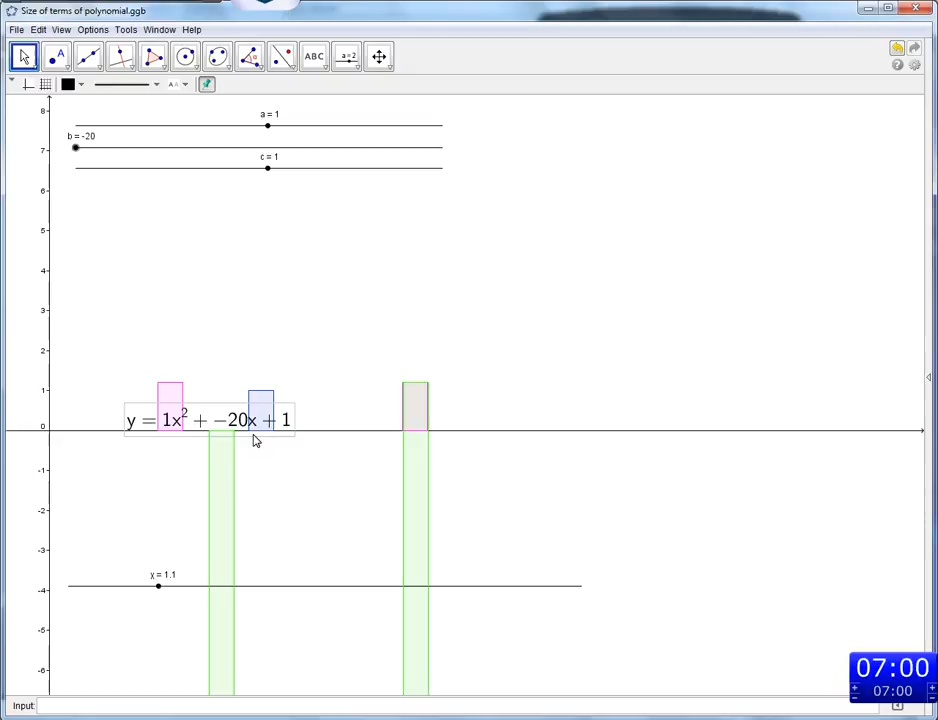 Size of terms of polynomial.ggb
File Edit View Options Tools Window Help
ABC
a=2
A A
8
7
6
5
4
3
2
1
0
-1
-2
-3
-4
-5
-6
a = 1
b = -20
c = 1
y = 1x² + −20x + 1
x = 1.1
07:00
07:00
Input: